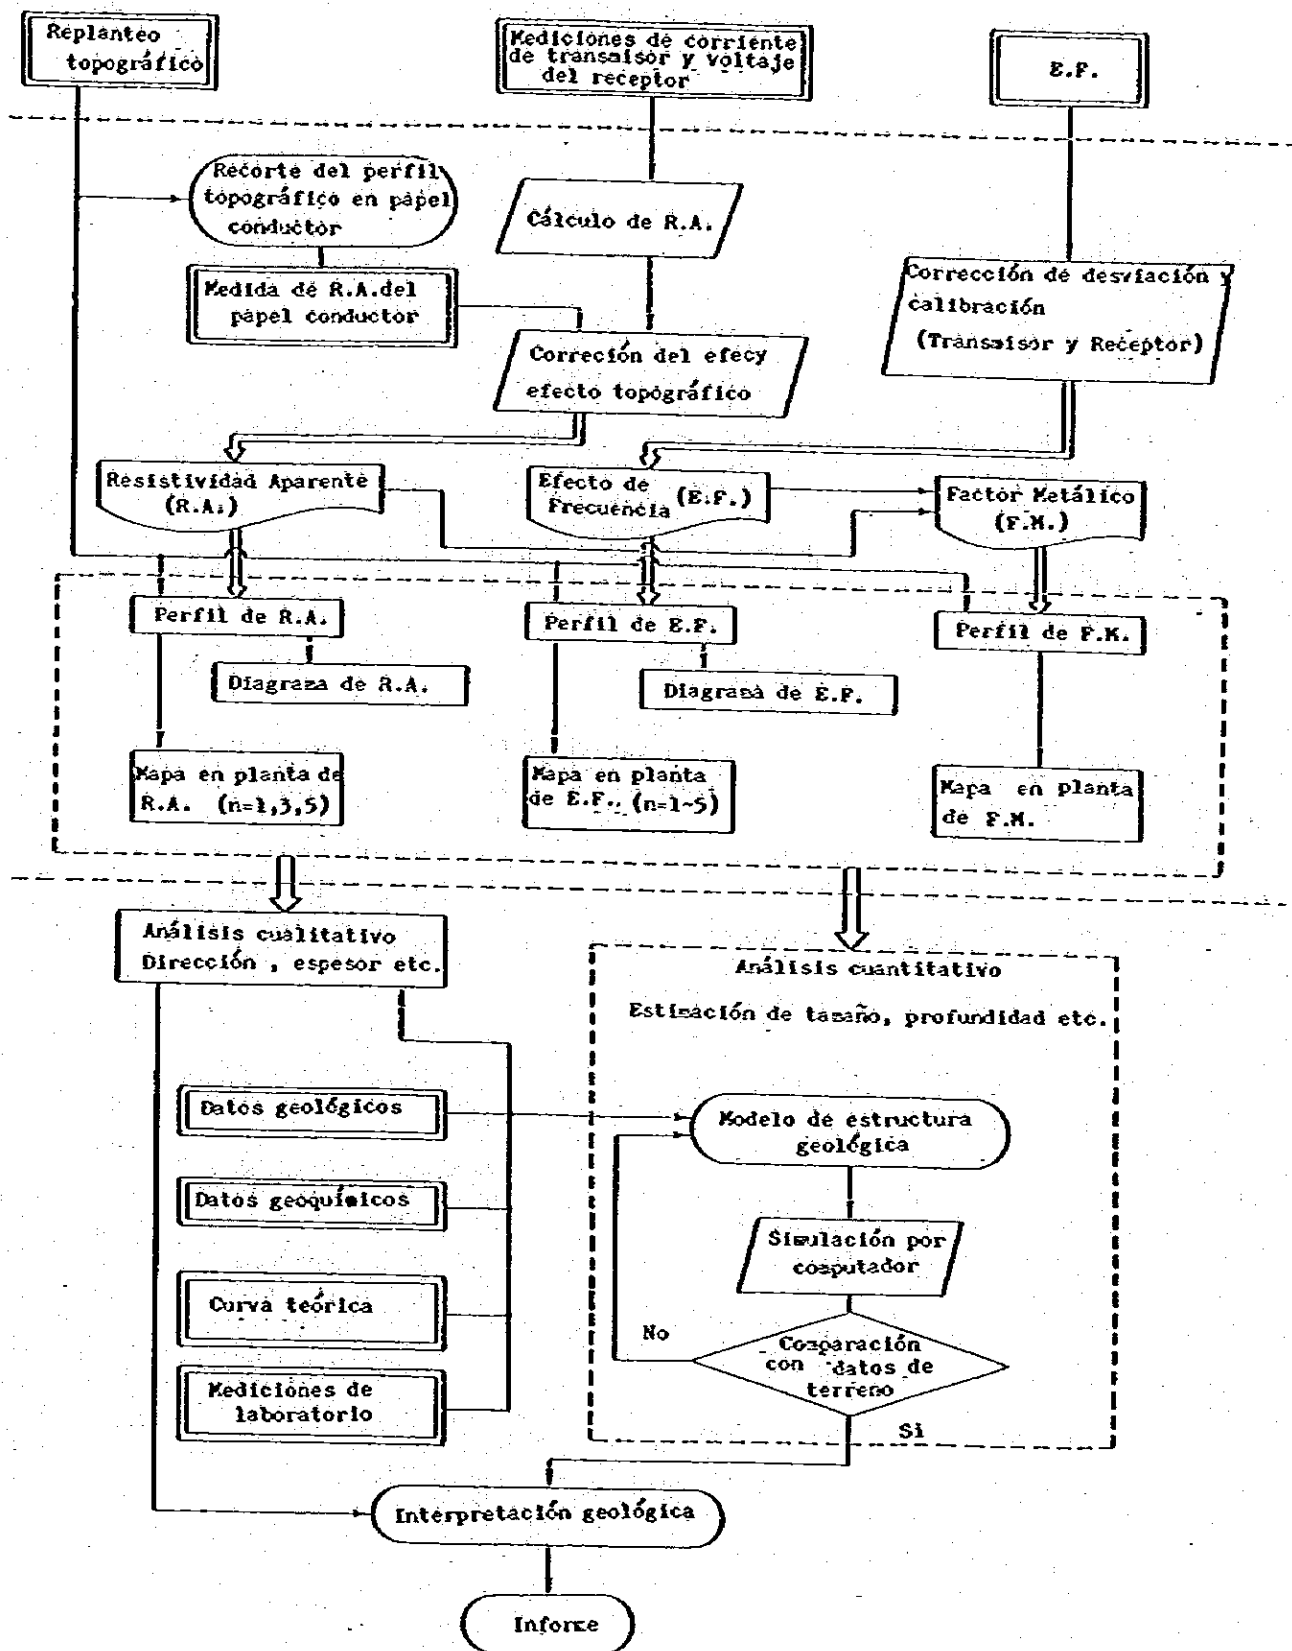 Replanteo
topográfico
Mediciones de corriente
de transmisor y voltaje
del receptor
E.F.
Recorte del perfil
topográfico en papel
conductor
Cálculo de R.A.
Medida de R.A.del
papel conductor
Corrección de desviación y
calibración
(Transmisor y Receptor)
Correción del efecy
efecto topográfico
Resistividad Aparente
(R.A.)
Efecto de
Frecuencia (E.F.)
Factor Metálico
(F.M.)
Perfil de R.A.
Perfil de E.F.
Perfil de F.M.
Diagrama de R.A.
Diagrama de E.F.
Mapa en planta de
R.A. (n=1,3,5)
Mapa en planta
de E.F.. (n=1~5)
Mapa en planta
de F.M.
Análisis cualitativo
Dirección , espesor etc.
Análisis cuantitativo
Estimación de tamaño, profundidad etc.
Datos geológicos
Modelo de estructura
geológica
Datos geoquímicos
Simulación por
computador
Curva teórica
No
Comparación
con datos de
terreno
Mediciones de
laboratorio
Si
Interpretación geológica
Informe